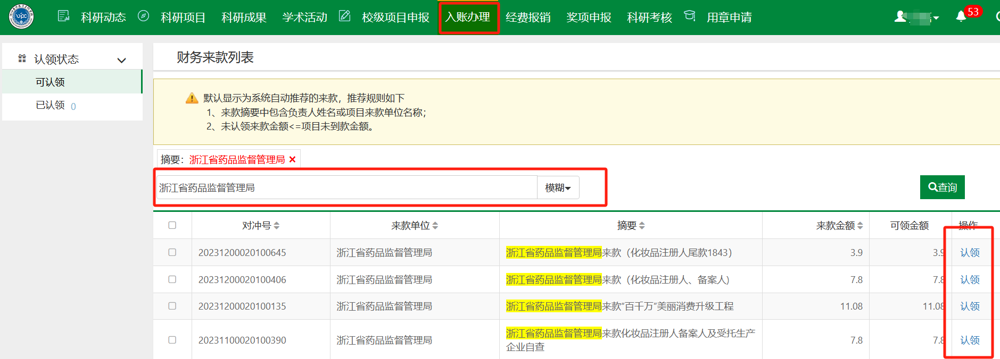 科研动态 科研项目 科研成果 学术活动 校级项目申报 入账办理 经费报销 奖项申报 科研考核 用章申请 53
认领状态
可认领
已认领 0
财务来款列表
默认显示为系统自动推荐的来款，推荐规则如下
1、来款摘要中包含负责人姓名或项目来款单位名称；
2、未认领来款金额<=项目未到款金额。
摘要：浙江省药品监督管理局 ×
浙江省药品监督管理局 模糊 查询
对冲号 来款单位 摘要 来款金额 可领金额 操作
20231200020100645 浙江省药品监督管理局 浙江省药品监督管理局来款（化妆品注册人尾款1843） 3.9 3.9 认领
20231200020100406 浙江省药品监督管理局 浙江省药品监督管理局来款（化妆品注册人、备案人） 7.8 7.8 认领
20231200020100135 浙江省药品监督管理局 浙江省药品监督管理局来款“百千万”美丽消费升级工程 11.08 11.08 认领
20231100020100390 浙江省药品监督管理局 浙江省药品监督管理局来款化妆品注册人备案人及受托生产 7.8 7.8 认领
企业自查